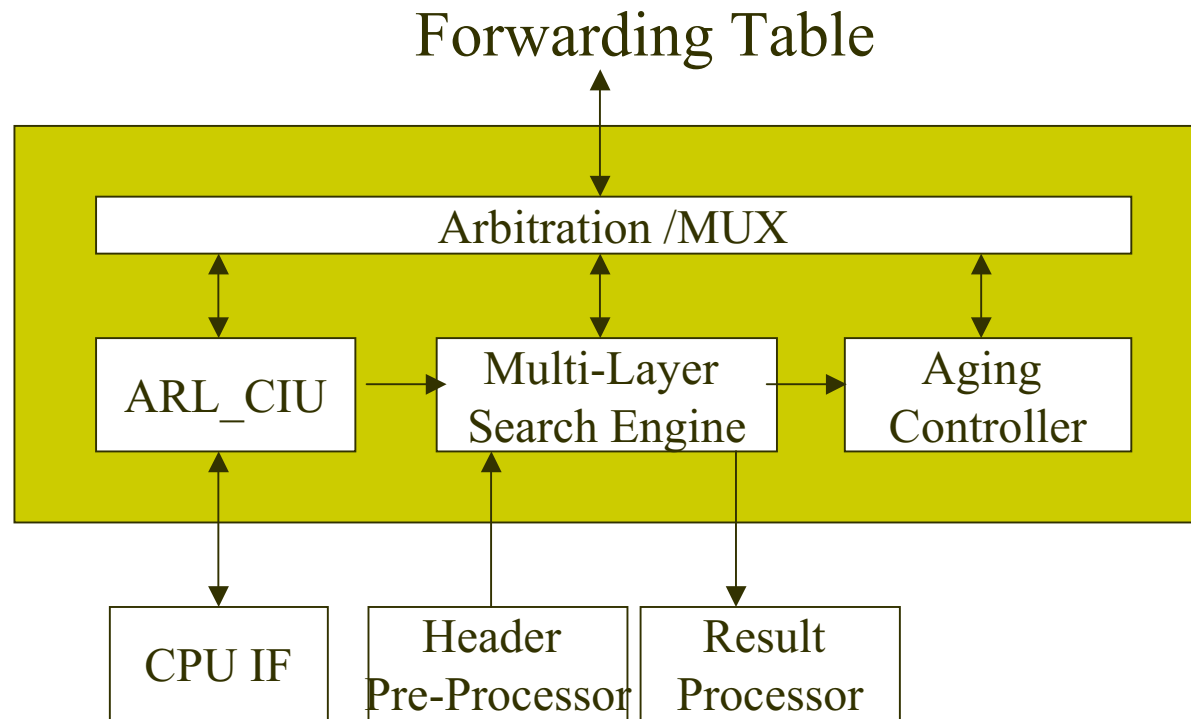 Forwarding Table
Arbitration /MUX
ARL_CIU
Multi-Layer
Search Engine
Aging
Controller
CPU IF
Header
Pre-Processor
Result
Processor